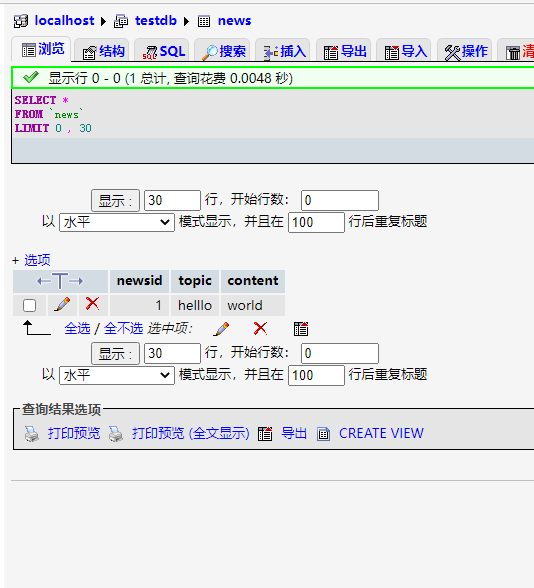 localhost ▸ testdb ▸ news
浏览 结构 SQL 搜索 插入 导出 导入 操作 清
显示行 0 - 0 (1 总计, 查询花费 0.0048 秒)
SELECT *
FROM `news`
LIMIT 0 , 30
显示 : 30 行，开始行数： 0
以 水平 模式显示，并且在 100 行后重复标题
+ 选项
←T→ newsid topic content
1 helllo world
全选 / 全不选 选中项：
显示 : 30 行，开始行数： 0
以 水平 模式显示，并且在 100 行后重复标题
查询结果选项
打印预览 打印预览 (全文显示) 导出 CREATE VIEW